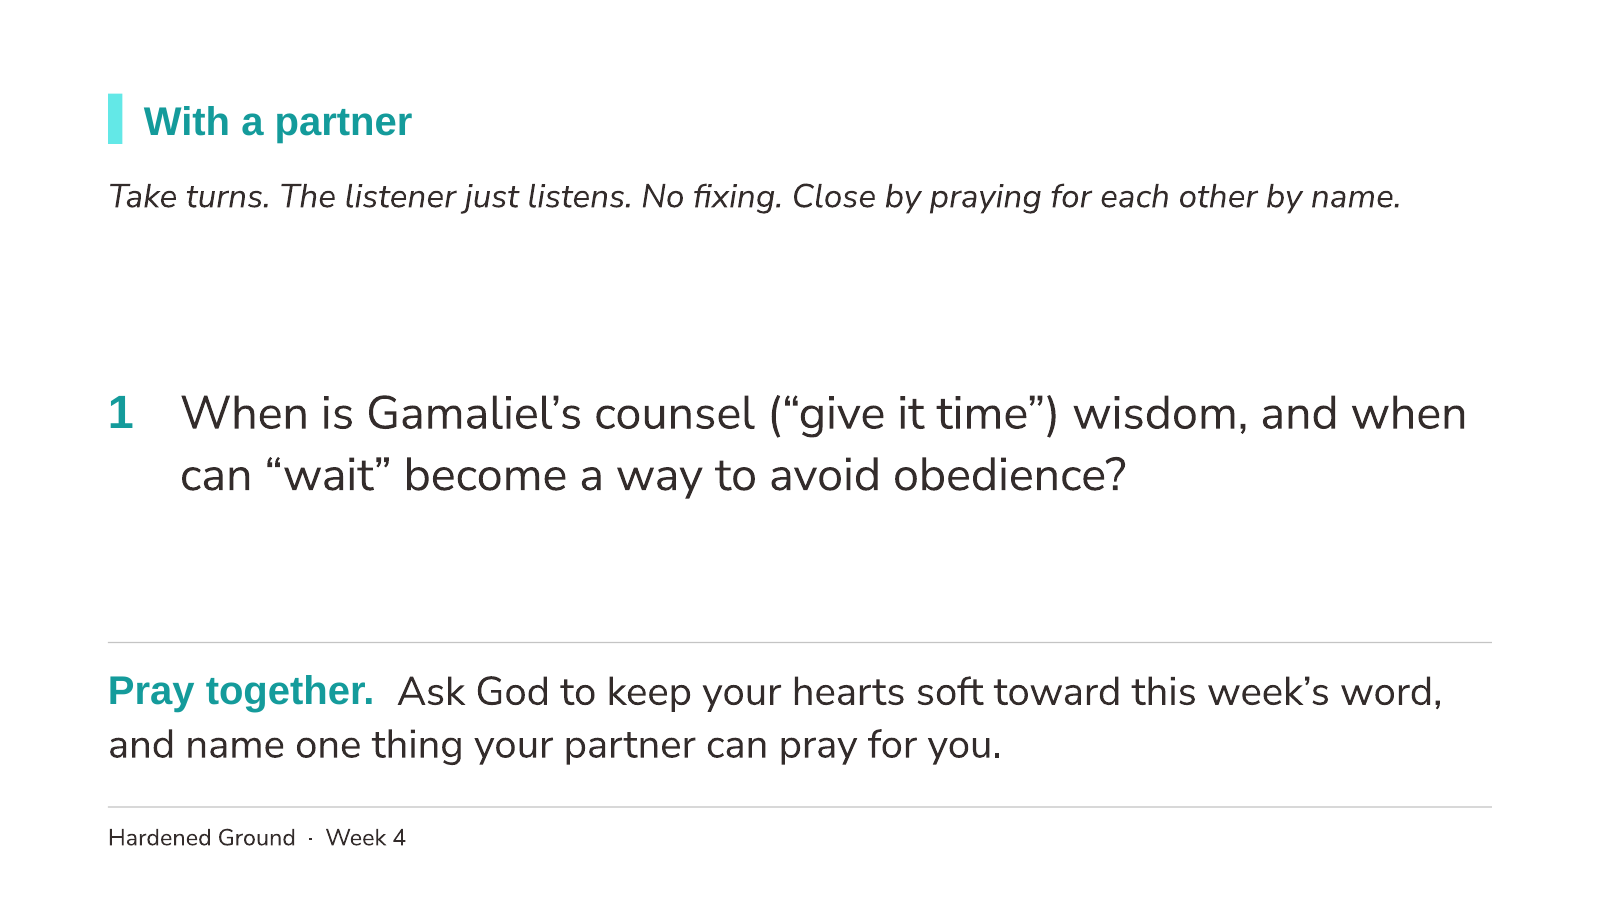 With a partner
Take turns. The listener just listens. No fixing. Close by praying for each other by name.
1 When is Gamaliel’s counsel (“give it time”) wisdom, and when
can “wait” become a way to avoid obedience?
Pray together. Ask God to keep your hearts soft toward this week’s word,
and name one thing your partner can pray for you.
Hardened Ground · Week 4